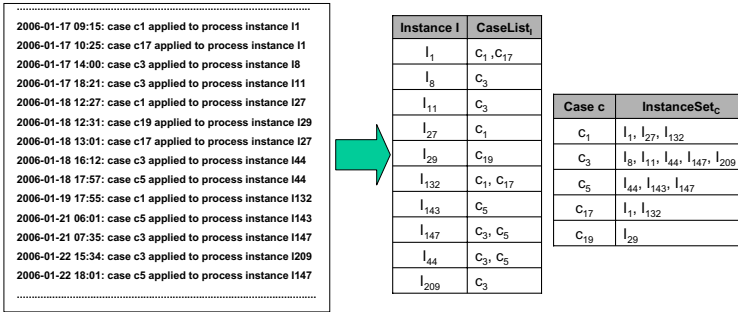 2006-01-17 09:15: case c1 applied to process instance I1
2006-01-17 10:25: case c17 applied to process instance I1
2006-01-17 14:00: case c3 applied to process instance I8
2006-01-17 18:21: case c3 applied to process instance I11
2006-01-18 12:27: case c1 applied to process instance I27
2006-01-18 12:31: case c19 applied to process instance I29
2006-01-18 13:01: case c17 applied to process instance I27
2006-01-18 16:12: case c3 applied to process instance I44
2006-01-18 17:57: case c5 applied to process instance I44
2006-01-19 17:55: case c1 applied to process instance I132
2006-01-21 06:01: case c5 applied to process instance I143
2006-01-21 07:35: case c3 applied to process instance I147
2006-01-22 15:34: case c3 applied to process instance I209
2006-01-22 18:01: case c5 applied to process instance I147
Instance I CaseListI
I1 c1 ,c17
I8 c3
I11 c3
I27 c1
I29 c19
I132 c1, c17
I143 c5
I147 c3, c5
I44 c3, c5
I209 c3
Case c InstanceSetC
c1 I1, I27, I132
c3 I8, I11, I44, I147, I209
c5 I44, I143, I147
c17 I1, I132
c19 I29